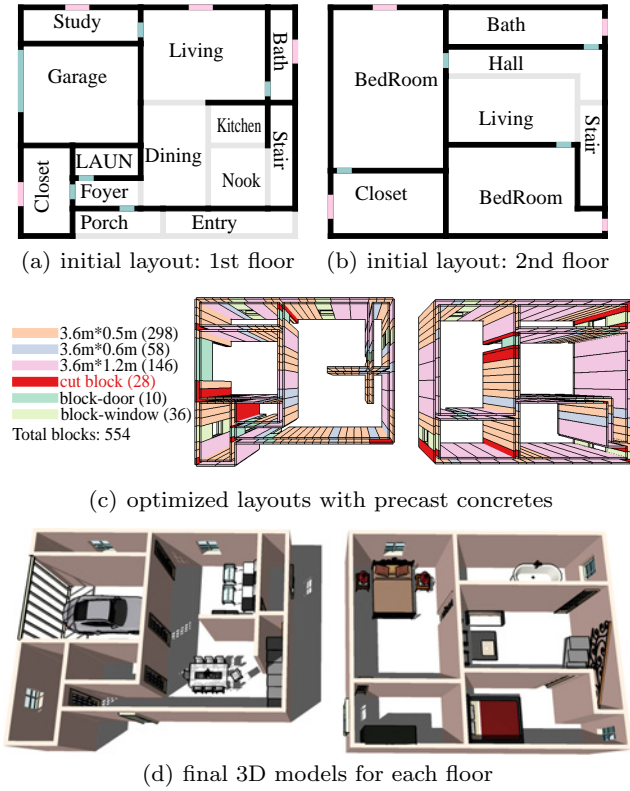 Study
Living
Bath
Garage
Kitchen
Stair
Dining
LAUN
Closet
Foyer
Nook
Porch
Entry
Bath
Hall
BedRoom
Living
Stair
Closet
BedRoom
(a) initial layout: 1st floor
(b) initial layout: 2nd floor
3.6m*0.5m (298)
3.6m*0.6m (58)
3.6m*1.2m (146)
cut block (28)
block-door (10)
block-window (36)
Total blocks: 554
(c) optimized layouts with precast concretes
(d) final 3D models for each floor